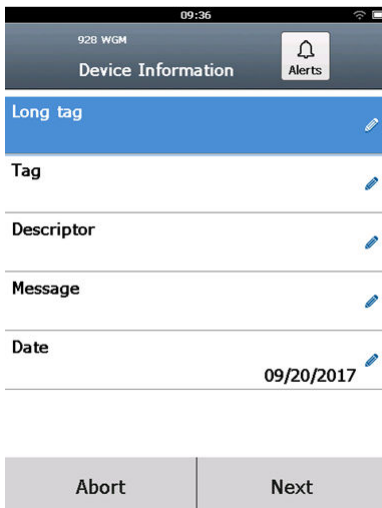 09:36
928 WGM
Device Information
Alerts
Long tag
Tag
Descriptor
Message
Date
09/20/2017
Abort
Next